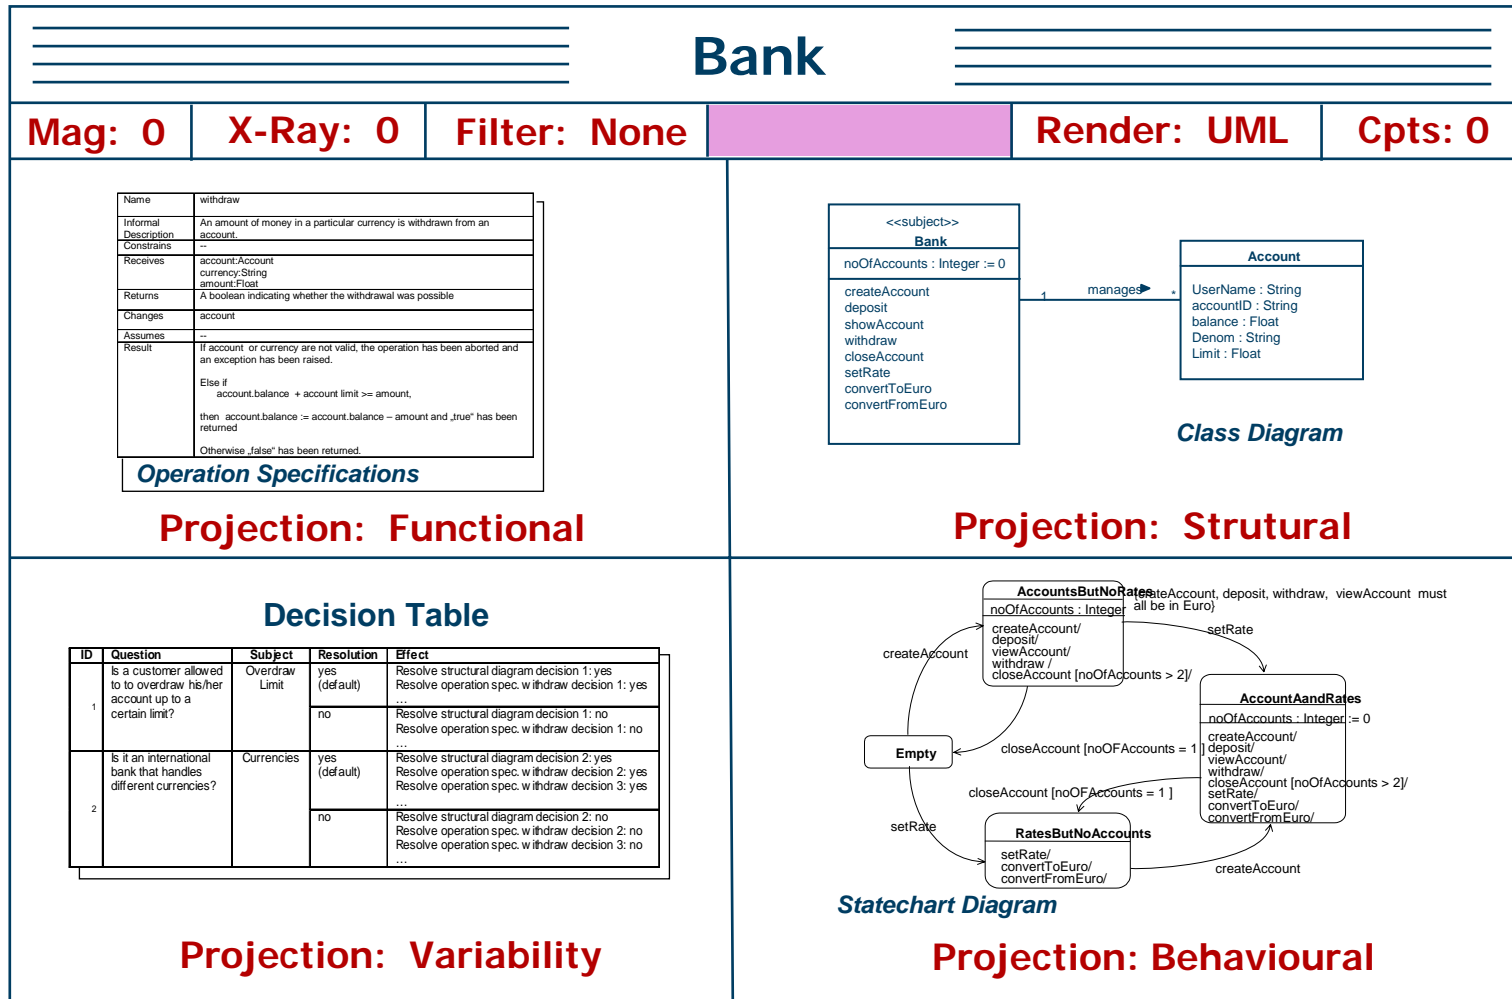 Bank
Mag: 0
X-Ray: 0
Filter: None
Render: UML
Cpts: 0
Name withdraw
Informal An amount of money in a particular currency is withdrawn from an
Description account.
Constrains --
Receives account:Account
currency:String
amount:Float
Returns A boolean indicating whether the withdrawal was possible
Changes account
Assumes --
Result If account or currency are not valid, the operation has been aborted and
an exception has been raised.
Else if
account.balance + account limit >= amount,
then account.balance := account.balance – amount and „true“ has been
returned
Otherwise „false“ has been returned.
Operation Specifications
Projection: Functional
<<subject>>
Bank
noOfAccounts : Integer := 0
createAccount
deposit
showAccount
withdraw
closeAccount
setRate
convertToEuro
convertFromEuro
1
manages
*
Account
UserName : String
accountID : String
balance : Float
Denom : String
Limit : Float
Class Diagram
Projection: Strutural
Decision Table
ID Question Subject Resolution Effect
1
Is a customer allowed
to to overdraw his/her
account up to a
certain limit?
Overdraw
Limit
yes
(default)
Resolve structural diagram decision 1: yes
Resolve operation spec. withdraw decision 1: yes
...
no
Resolve structural diagram decision 1: no
Resolve operation spec. withdraw decision 1: no
...
2
Is it an international
bank that handles
different currencies?
Currencies
yes
(default)
Resolve structural diagram decision 2: yes
Resolve operation spec. withdraw decision 2: yes
Resolve operation spec. withdraw decision 3: yes
...
no
Resolve structural diagram decision 2: no
Resolve operation spec. withdraw decision 2: no
Resolve operation spec. withdraw decision 3: no
...
Projection: Variability
AccountsButNoRates
noOfAccounts : Integer
createAccount/
deposit/
viewAccount/
withdraw /
closeAccount [noOfAccounts > 2]/
{crateAccount, deposit, withdraw, viewAccount must
all be in Euro}
setRate
createAccount
AccountAandRates
noOfAccounts : Integer := 0
createAccount/
deposit/
viewAccount/
withdraw/
closeAccount [noOfAccounts > 2]/
setRate/
convertToEuro/
convertFromEuro/
Empty
closeAccount [noOFAccounts = 1 ]
closeAccount [noOFAccounts = 1 ]
setRate
RatesButNoAccounts
setRate/
convertToEuro/
convertFromEuro/
createAccount
Statechart Diagram
Projection: Behavioural